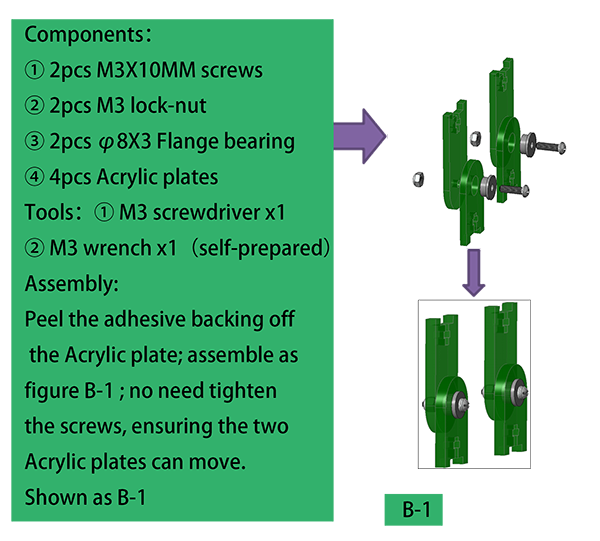 Components:
① 2pcs M3X10MM screws
② 2pcs M3 lock-nut
③ 2pcs φ8X3 Flange bearing
④ 4pcs Acrylic plates
Tools: ① M3 screwdriver x1
② M3 wrench x1 (self-prepared)
Assembly:
Peel the adhesive backing off
the Acrylic plate; assemble as
figure B-1 ; no need tighten
the screws, ensuring the two
Acrylic plates can move.
Shown as B-1
B-1